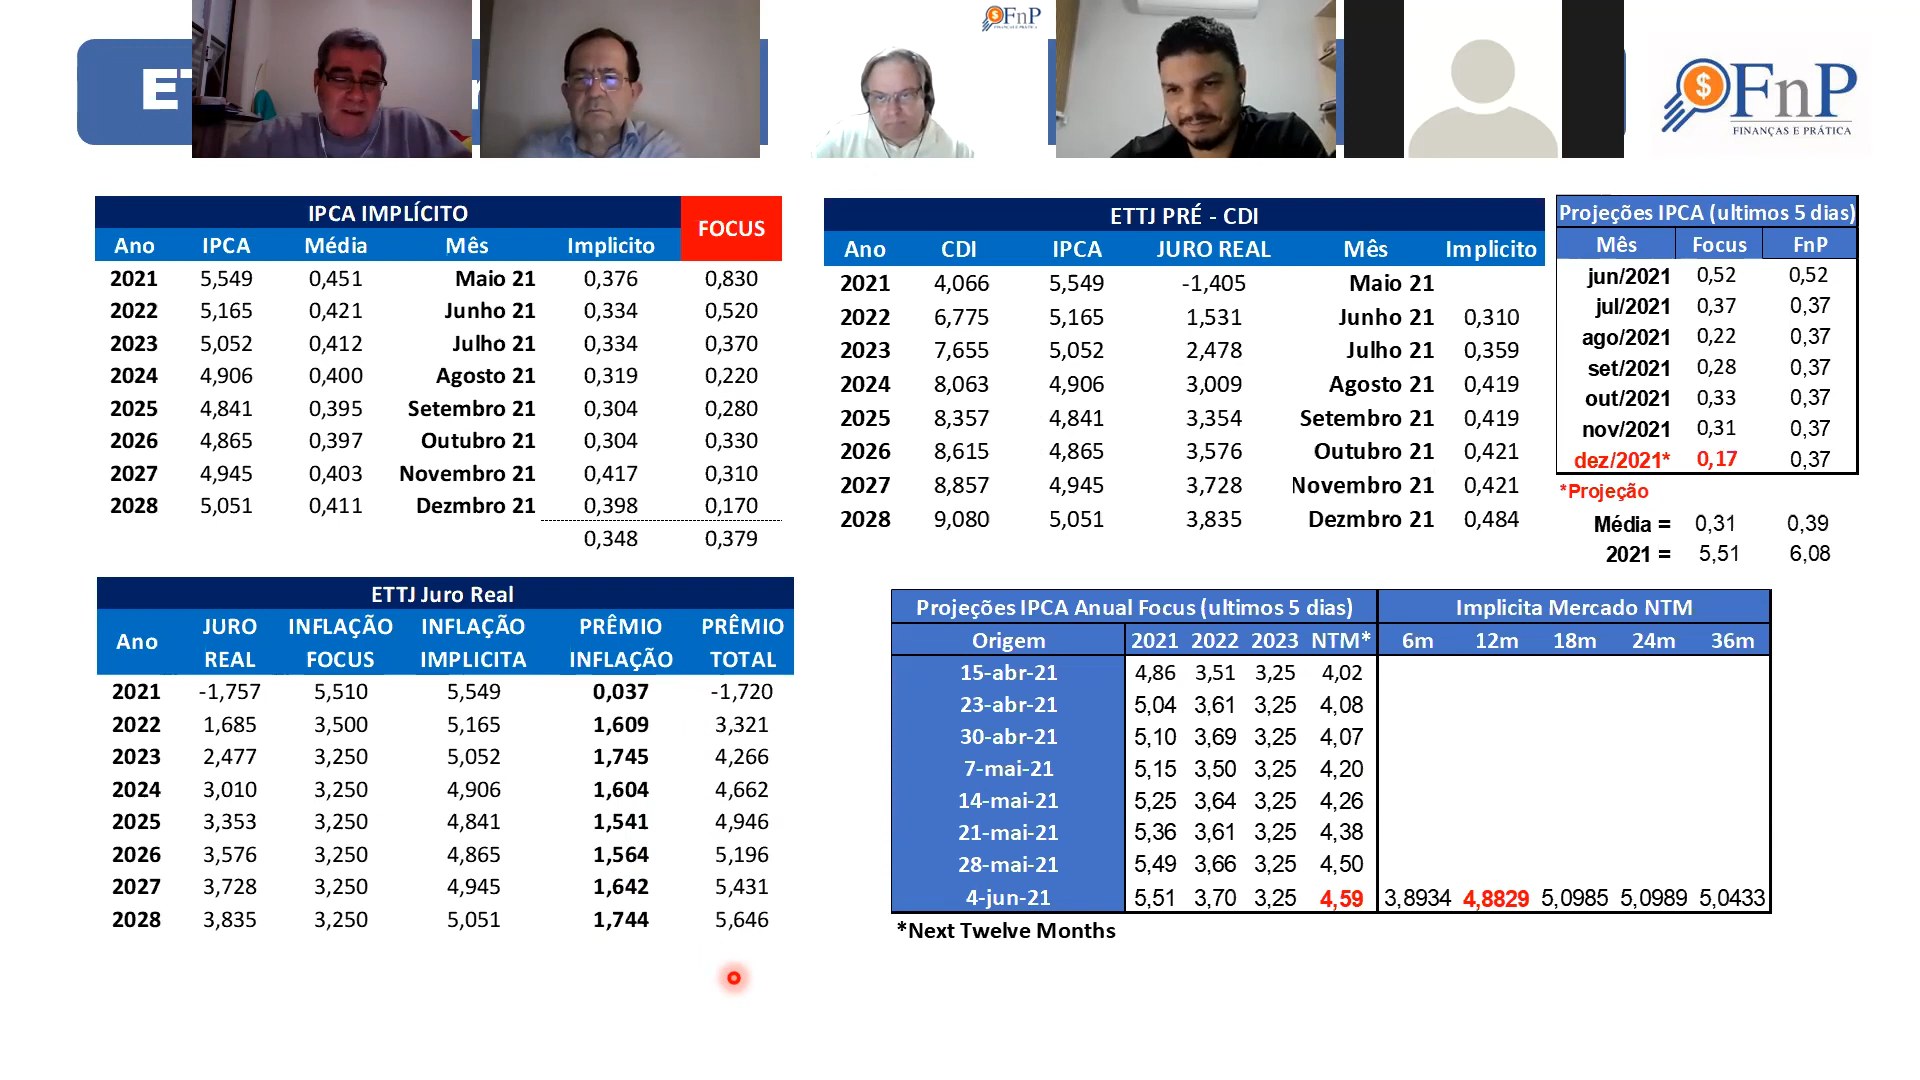 FnP
FINANÇAS E PRÁTICA
ET
$FnP
FINANÇAS E PRÁTICA
IPCA IMPLÍCITO FOCUS
Ano IPCA Média Mês Implicito
2021 5,549 0,451 Maio 21 0,376 0,830
2022 5,165 0,421 Junho 21 0,334 0,520
2023 5,052 0,412 Julho 21 0,334 0,370
2024 4,906 0,400 Agosto 21 0,319 0,220
2025 4,841 0,395 Setembro 21 0,304 0,280
2026 4,865 0,397 Outubro 21 0,304 0,330
2027 4,945 0,403 Novembro 21 0,417 0,310
2028 5,051 0,411 Dezmbro 21 0,398 0,170
0,348 0,379
ETTJ PRÉ - CDI
Ano CDI IPCA JURO REAL Mês Implicito
2021 4,066 5,549 -1,405 Maio 21
2022 6,775 5,165 1,531 Junho 21 0,310
2023 7,655 5,052 2,478 Julho 21 0,359
2024 8,063 4,906 3,009 Agosto 21 0,419
2025 8,357 4,841 3,354 Setembro 21 0,419
2026 8,615 4,865 3,576 Outubro 21 0,421
2027 8,857 4,945 3,728 Novembro 21 0,421
2028 9,080 5,051 3,835 Dezmbro 21 0,484
Projeções IPCA (ultimos 5 dias)
Mês Focus FnP
jun/2021 0,52 0,52
jul/2021 0,37 0,37
ago/2021 0,22 0,37
set/2021 0,28 0,37
out/2021 0,33 0,37
nov/2021 0,31 0,37
dez/2021* 0,17 0,37
*Projeção
Média = 0,31 0,39
2021 = 5,51 6,08
ETTJ Juro Real
Ano JURO REAL INFLAÇÃO FOCUS INFLAÇÃO IMPLICITA PRÊMIO INFLAÇÃO PRÊMIO TOTAL
2021 -1,757 5,510 5,549 0,037 -1,720
2022 1,685 3,500 5,165 1,609 3,321
2023 2,477 3,250 5,052 1,745 4,266
2024 3,010 3,250 4,906 1,604 4,662
2025 3,353 3,250 4,841 1,541 4,946
2026 3,576 3,250 4,865 1,564 5,196
2027 3,728 3,250 4,945 1,642 5,431
2028 3,835 3,250 5,051 1,744 5,646
Projeções IPCA Anual Focus (ultimos 5 dias) Implicita Mercado NTM
Origem 2021 2022 2023 NTM* 6m 12m 18m 24m 36m
15-abr-21 4,86 3,51 3,25 4,02
23-abr-21 5,04 3,61 3,25 4,08
30-abr-21 5,10 3,69 3,25 4,07
7-mai-21 5,15 3,50 3,25 4,20
14-mai-21 5,25 3,64 3,25 4,26
21-mai-21 5,36 3,61 3,25 4,38
28-mai-21 5,49 3,66 3,25 4,50
4-jun-21 5,51 3,70 3,25 4,59 3,8934 4,8829 5,0985 5,0989 5,0433
*Next Twelve Months